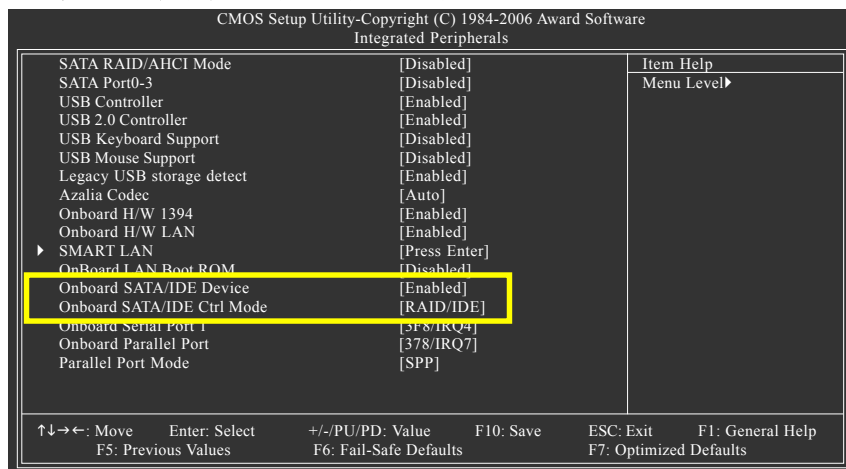 CMOS Setup Utility-Copyright (C) 1984-2006 Award Software
Integrated Peripherals
SATA RAID/AHCI Mode [Disabled] Item Help
SATA Port0-3 [Disabled] Menu Level▶
USB Controller [Enabled]
USB 2.0 Controller [Enabled]
USB Keyboard Support [Disabled]
USB Mouse Support [Disabled]
Legacy USB storage detect [Enabled]
Azalia Codec [Auto]
Onboard H/W 1394 [Enabled]
Onboard H/W LAN [Enabled]
▶ SMART LAN [Press Enter]
OnBoard LAN Boot ROM [Disabled]
Onboard SATA/IDE Device [Enabled]
Onboard SATA/IDE Ctrl Mode [RAID/IDE]
Onboard Serial Port 1 [3F8/IRQ4]
Onboard Parallel Port [378/IRQ7]
Parallel Port Mode [SPP]
↑↓→←: Move Enter: Select +/-/PU/PD: Value F10: Save ESC: Exit F1: General Help
F5: Previous Values F6: Fail-Safe Defaults F7: Optimized Defaults